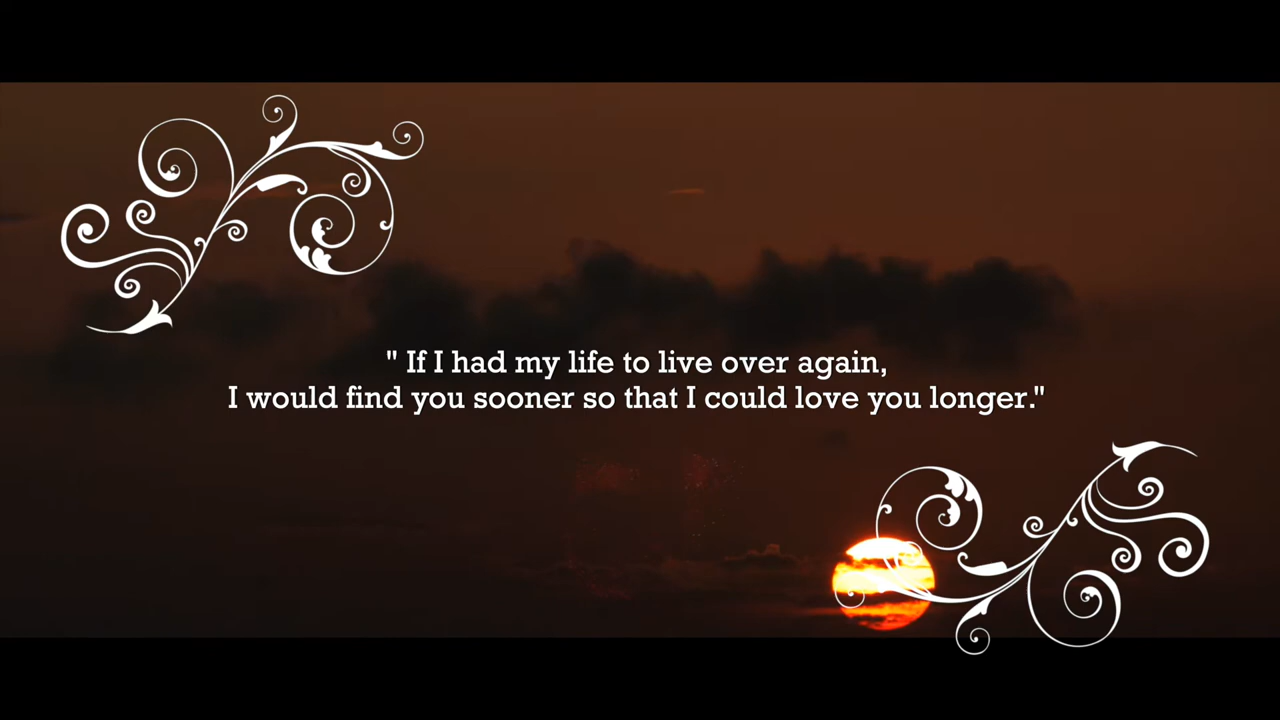 " If I had my life to live over again,
I would find you sooner so that I could love you longer."